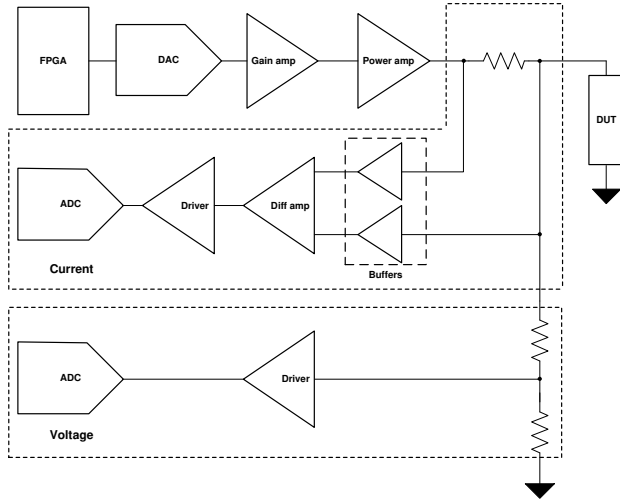 FPGA
DAC
Gain amp
Power amp
DUT
ADC
Driver
Diff amp
Buffers
Current
ADC
Driver
Voltage